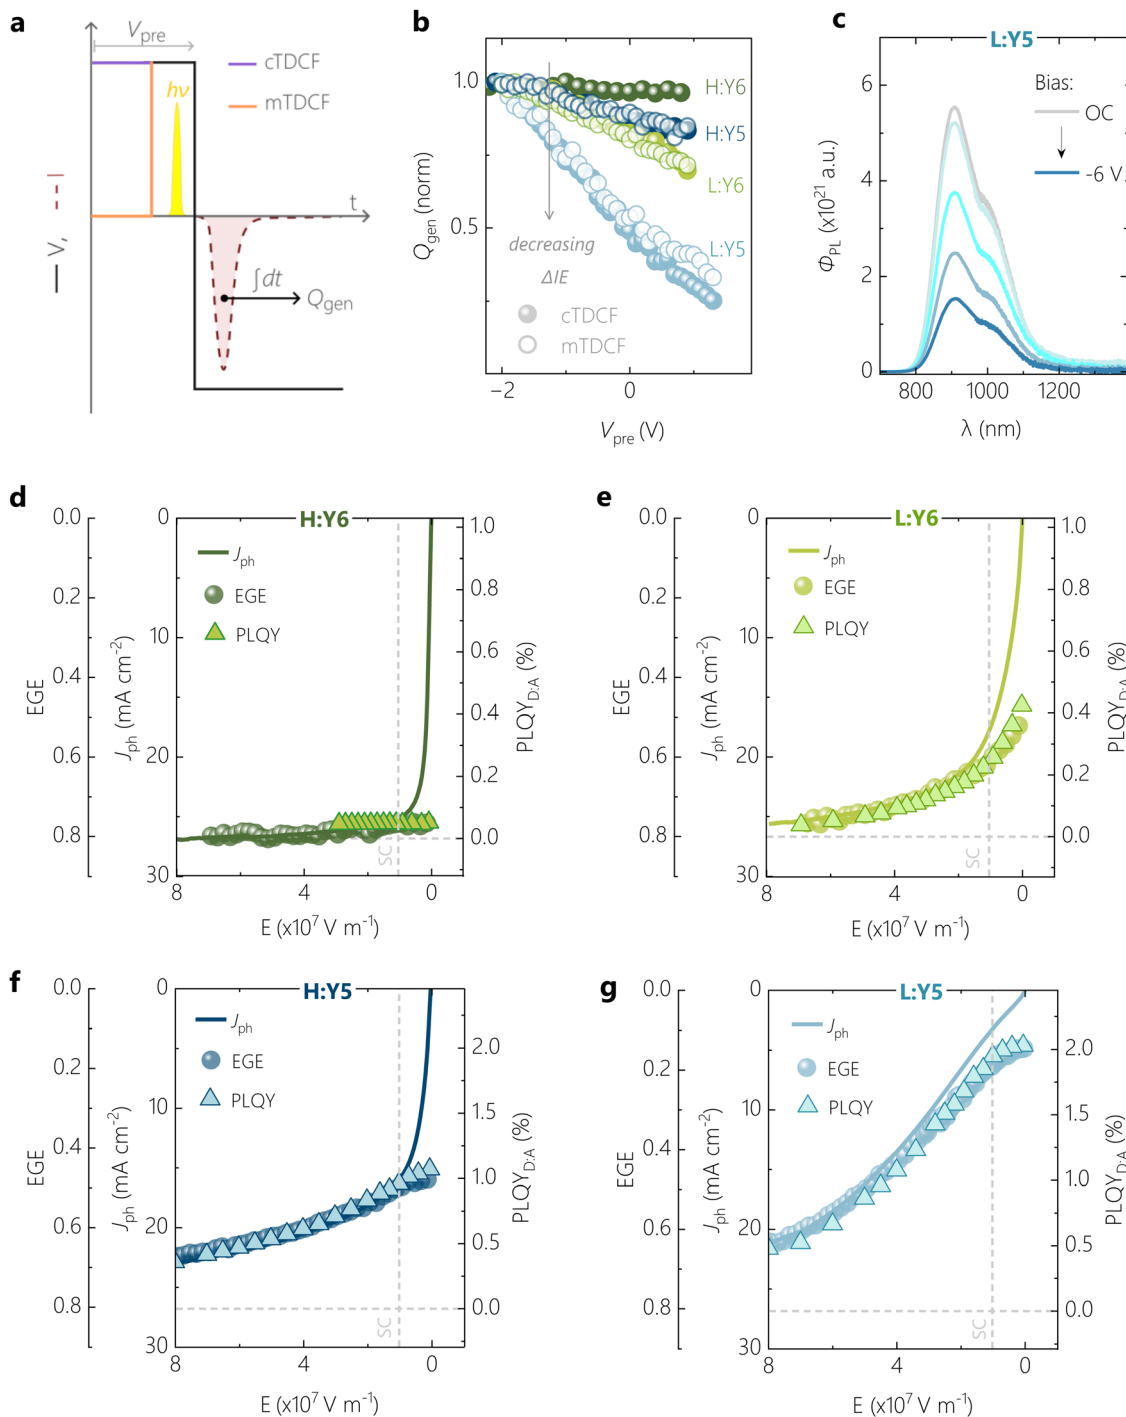 a
V_pre
cTDCF
mTDCF
hν
t
V, I
∫dt
Q_gen
b
1.0
0.5
Q_gen (norm)
H:Y6
H:Y5
L:Y6
L:Y5
decreasing
ΔIE
cTDCF
mTDCF
−2
0
V_pre (V)
c
L:Y5
Bias:
OC
-6 V
6
4
2
0
Φ_PL (x10^21 a.u.)
800
1000
1200
λ (nm)
d
H:Y6
0.0
0.2
0.4
0.6
0.8
EGE
0
10
20
30
J_ph (mA cm^-2)
J_ph
EGE
PLQY
SC
1.0
0.8
0.6
0.4
0.2
0.0
PLQY_D:A (%)
8
4
0
E (x10^7 V m^-1)
e
L:Y6
0.0
0.2
0.4
0.6
0.8
EGE
0
10
20
30
J_ph (mA cm^-2)
J_ph
EGE
PLQY
SC
1.0
0.8
0.6
0.4
0.2
0.0
PLQY_D:A (%)
8
4
0
E (x10^7 V m^-1)
f
H:Y5
0.0
0.2
0.4
0.6
0.8
EGE
0
10
20
30
J_ph (mA cm^-2)
J_ph
EGE
PLQY
SC
2.0
1.5
1.0
0.5
0.0
PLQY_D:A (%)
8
4
0
E (x10^7 V m^-1)
g
L:Y5
0.0
0.2
0.4
0.6
0.8
EGE
0
10
20
30
J_ph (mA cm^-2)
J_ph
EGE
PLQY
SC
2.0
1.5
1.0
0.5
0.0
PLQY_D:A (%)
8
4
0
E (x10^7 V m^-1)